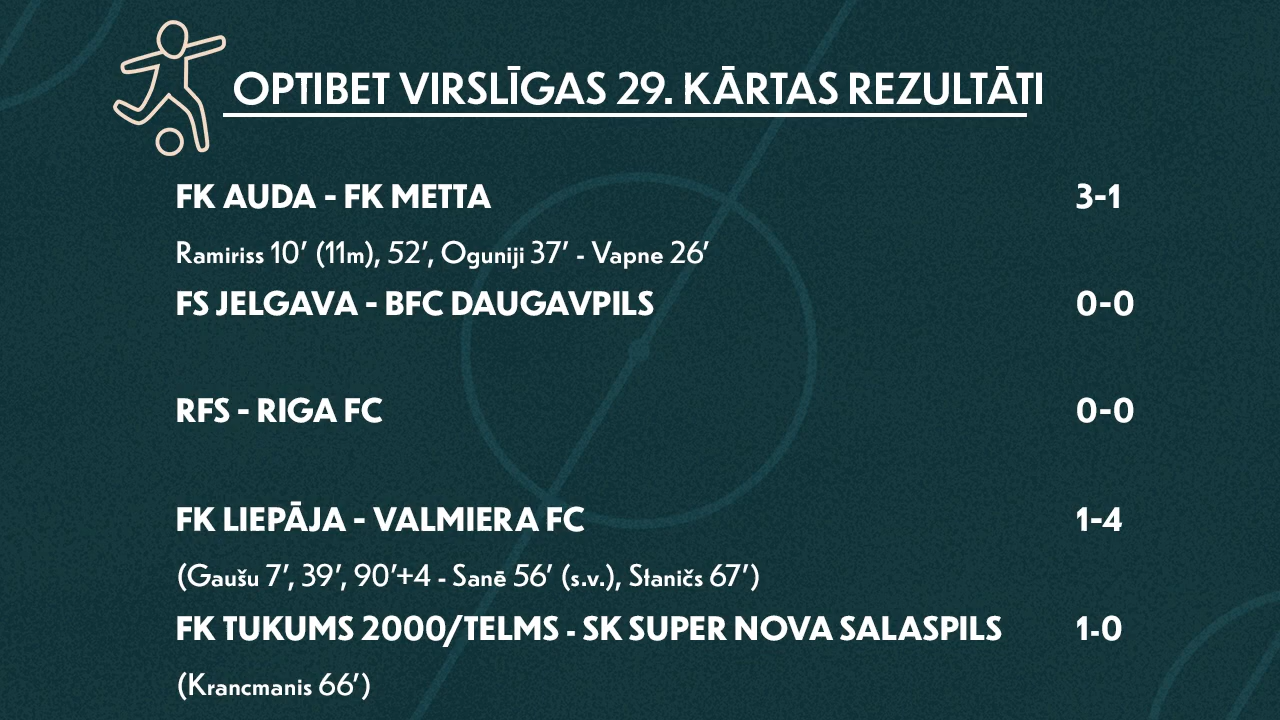 OPTIBET VIRSLĪGAS 29. KĀRTAS REZULTĀTI
FK AUDA - FK METTA 3-1
Ramiriss 10’ (11m), 52’, Oguniji 37’ - Vapne 26’
FS JELGAVA - BFC DAUGAVPILS 0-0
RFS - RIGA FC 0-0
FK LIEPĀJA - VALMIERA FC 1-4
(Gaušu 7’, 39’, 90’+4 - Sanē 56’ (s.v.), Staničs 67’)
FK TUKUMS 2000/TELMS - SK SUPER NOVA SALASPILS 1-0
(Krancmanis 66’)